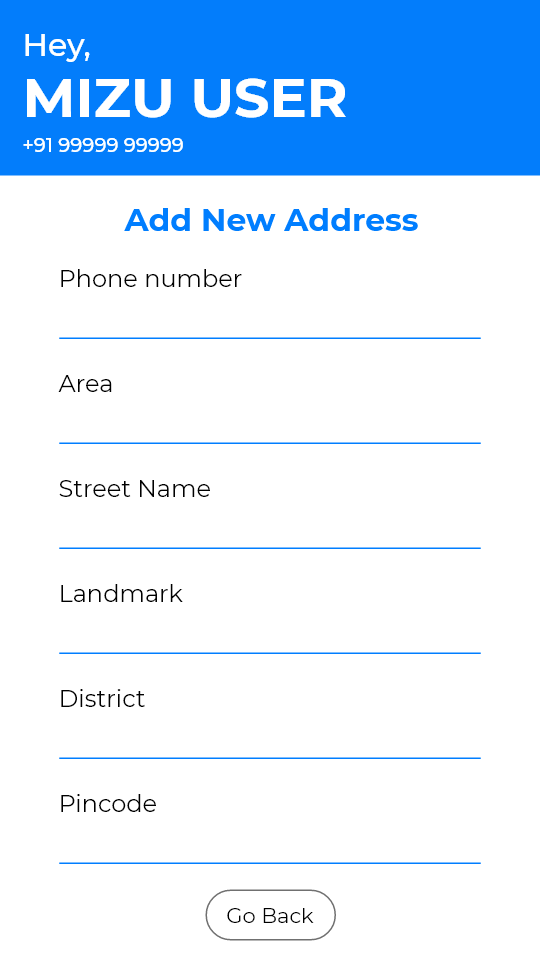 Hey,
MIZU USER
+91 99999 99999
Add New Address
Phone number
Area
Street Name
Landmark
District
Pincode
Go Back